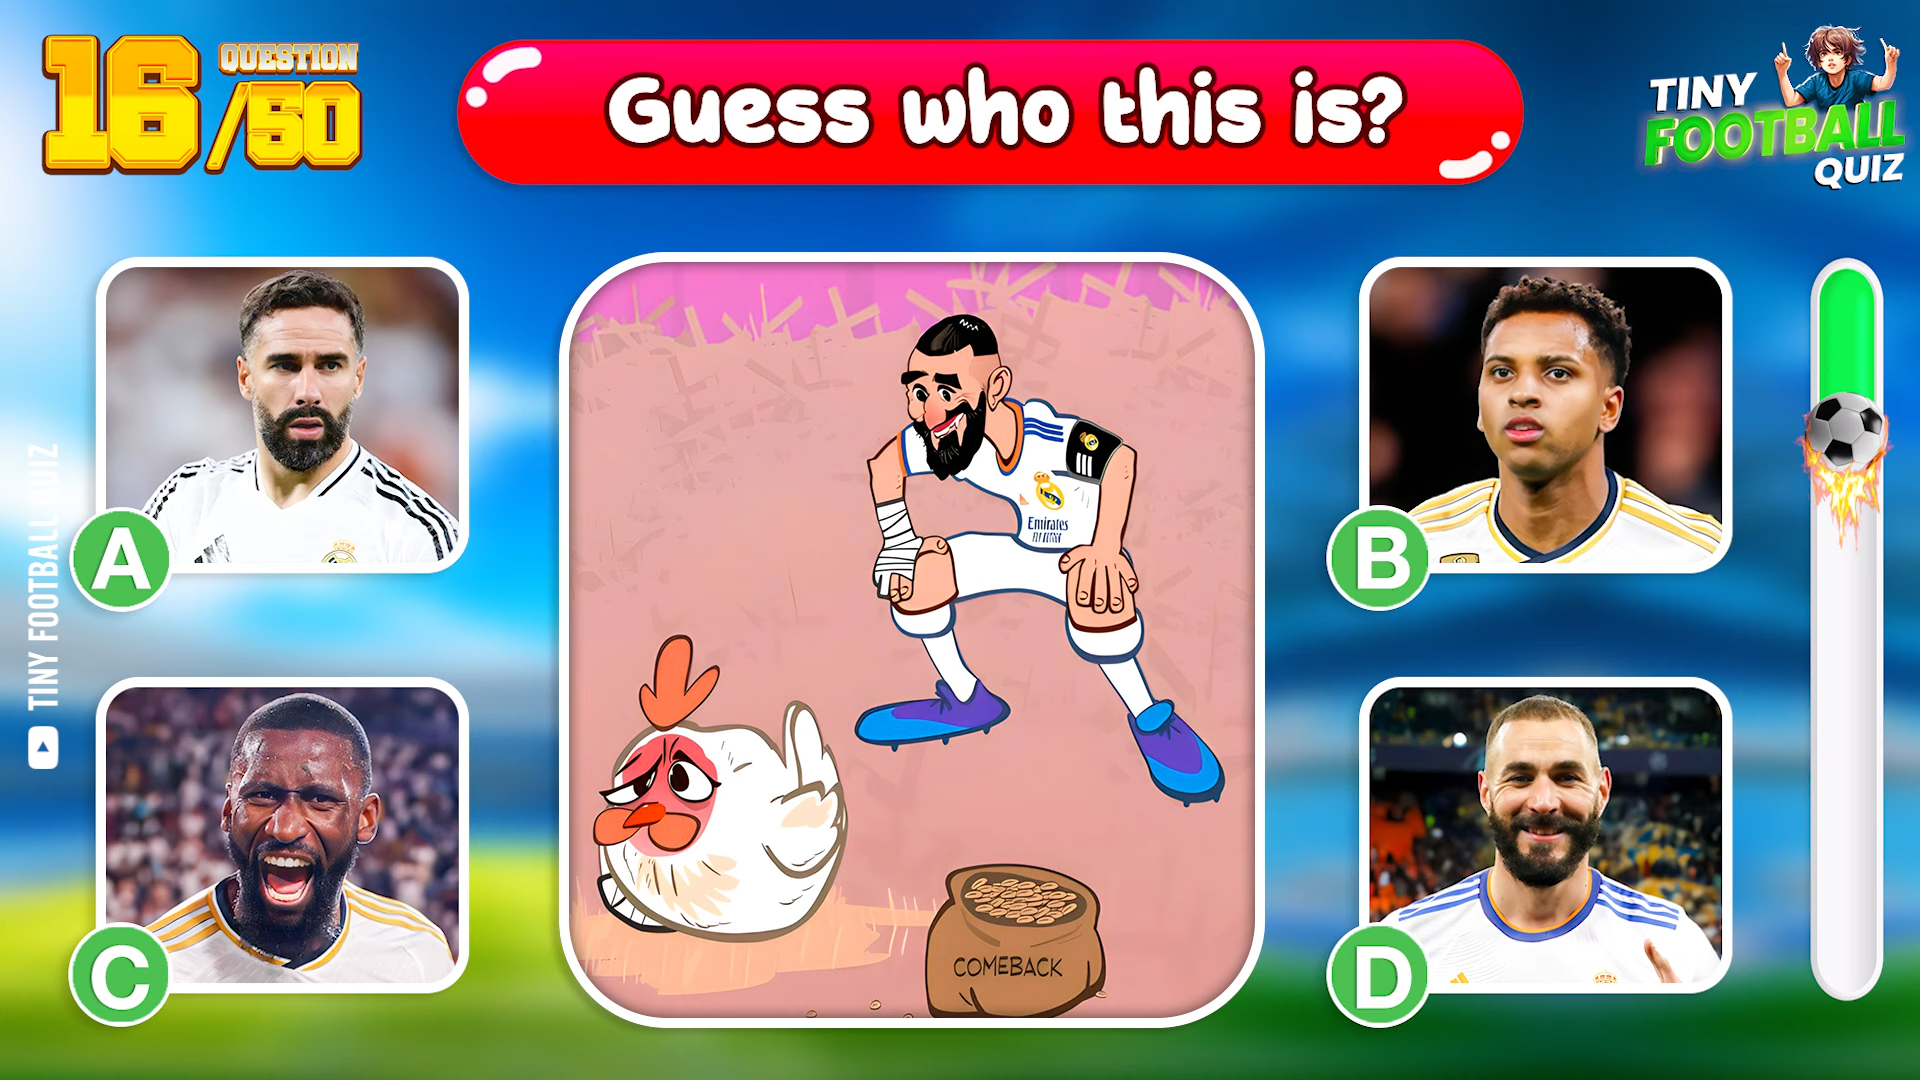 16
QUESTION
/50
Guess who this is?
TINY
FOOTBALL
QUIZ
A
B
C
D
Emirates
COMEBACK
TINY FOOTBALL QUIZ